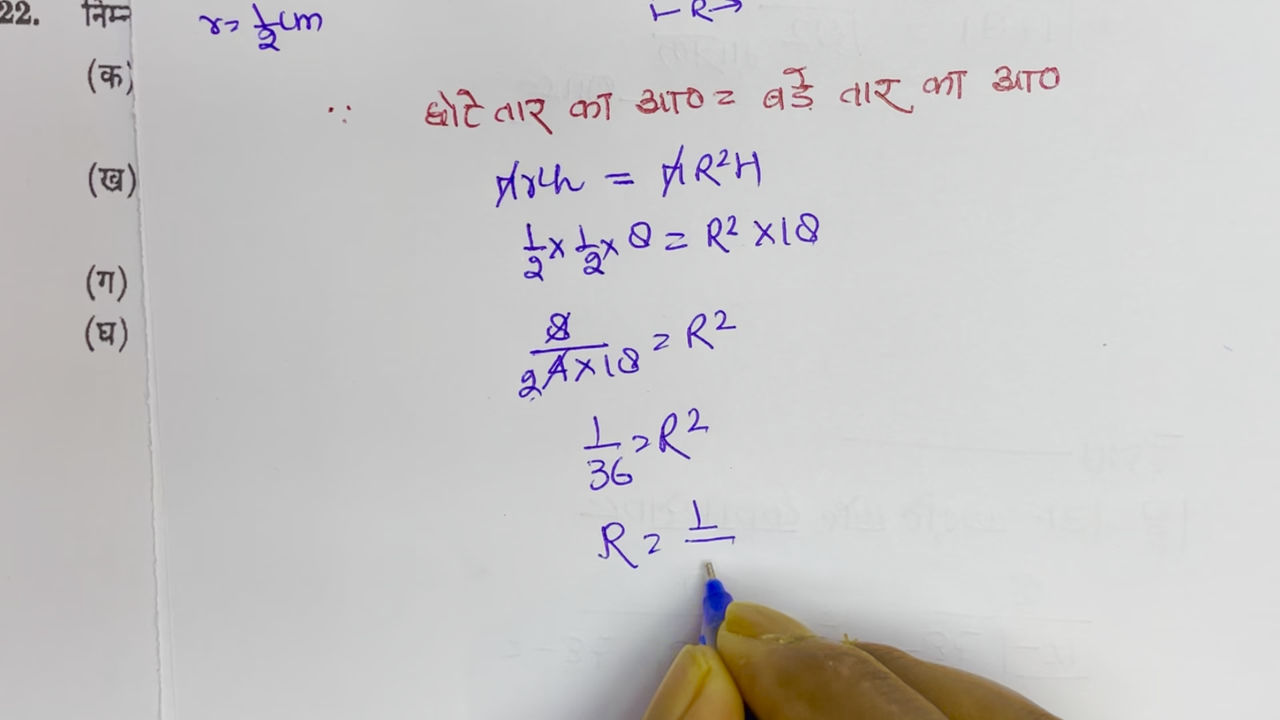 22. निम्न
r = 1/2 cm
R
(क)
∵ छोटे तार का आ० = बड़े तार का आ०
(ख)
πr²h = πR²H
1/2 × 1/2 × 8 = R² × 18
(ग)
8/(4×18) = R²
2
(घ)
1/36 = R²
R = 1